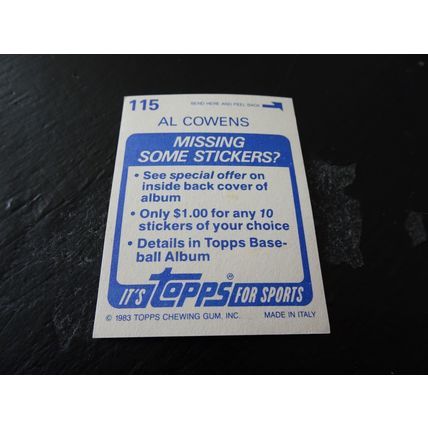 115 BEND HERE AND PEEL BACK
AL COWENS
MISSING
SOME STICKERS?
• See special offer on
inside back cover of
album
• Only $1.00 for any 10
stickers of your choice
• Details in Topps Base-
ball Album
IT'S Topps® FOR SPORTS
© 1983 TOPPS CHEWING GUM, INC. MADE IN ITALY